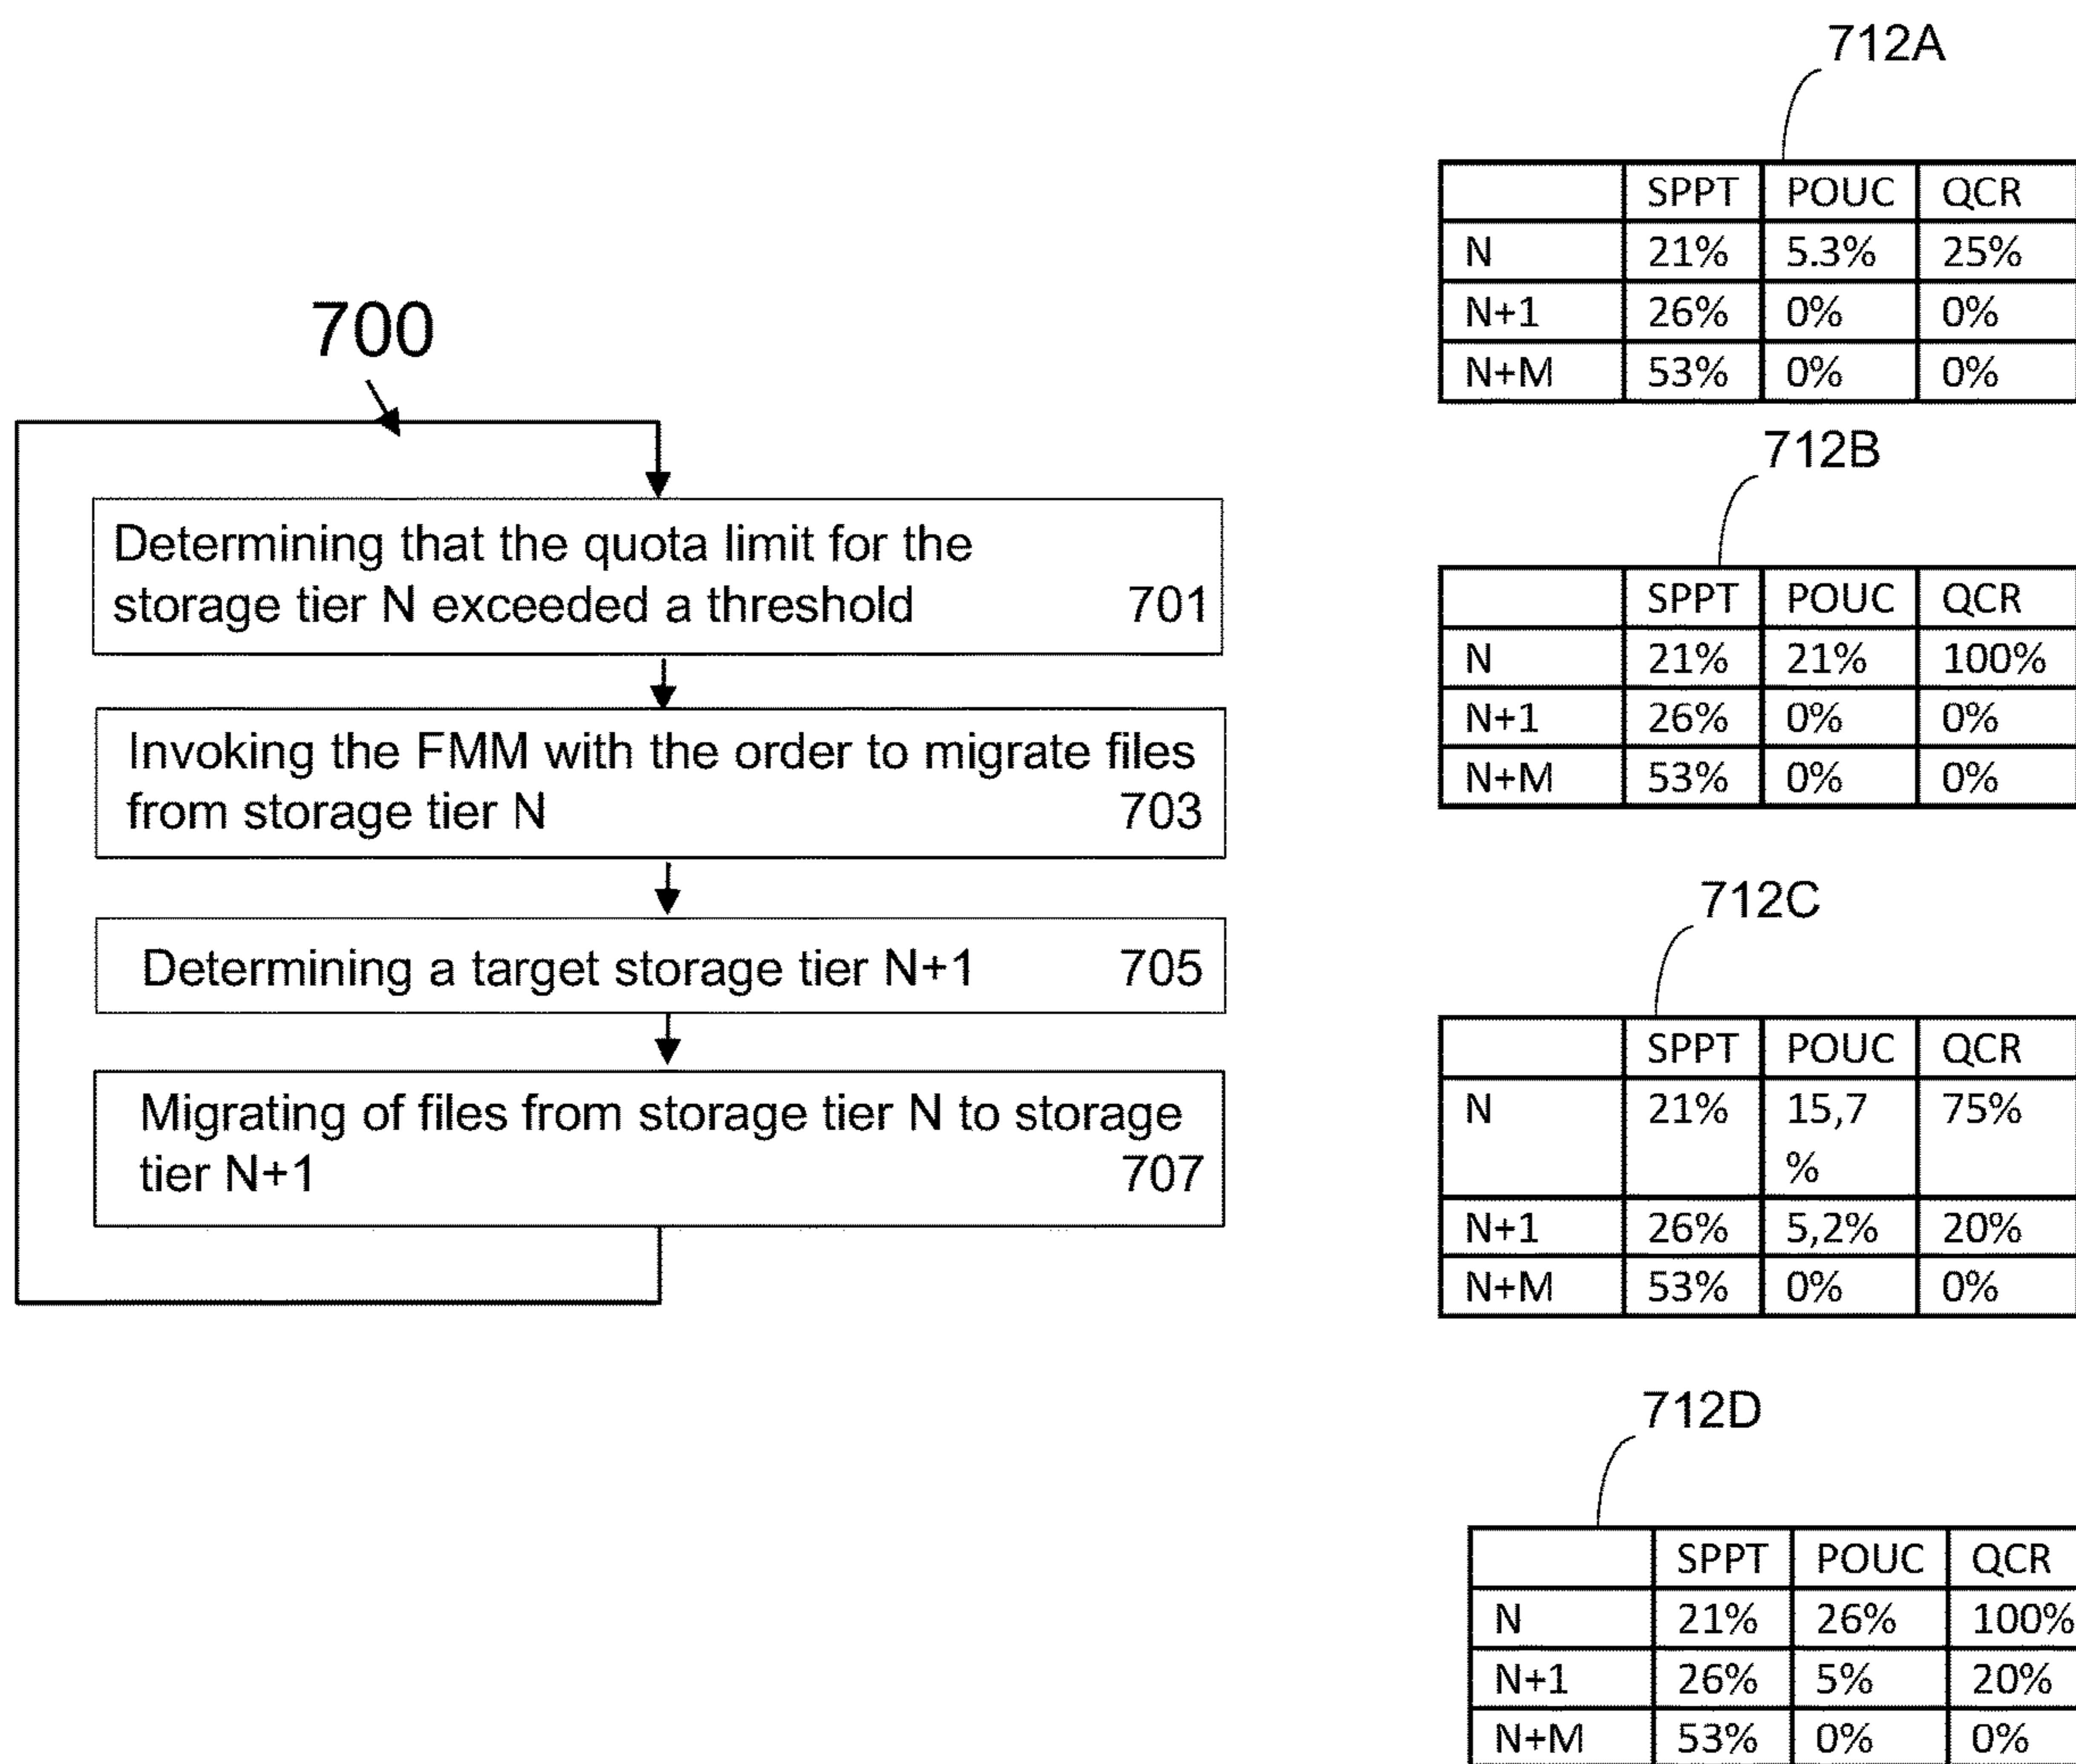 700
Determining that the quota limit for the
storage tier N exceeded a threshold 701
Invoking the FMM with the order to migrate files
from storage tier N 703
Determining a target storage tier N+1 705
Migrating of files from storage tier N to storage
tier N+1 707
712A
SPPT POUC QCR
N 21% 5.3% 25%
N+1 26% 0% 0%
N+M 53% 0% 0%
712B
SPPT POUC QCR
N 21% 21% 100%
N+1 26% 0% 0%
N+M 53% 0% 0%
712C
SPPT POUC QCR
N 21% 15,7 75%
%
N+1 26% 5,2% 20%
N+M 53% 0% 0%
712D
SPPT POUC QCR
N 21% 26% 100%
N+1 26% 5% 20%
N+M 53% 0% 0%